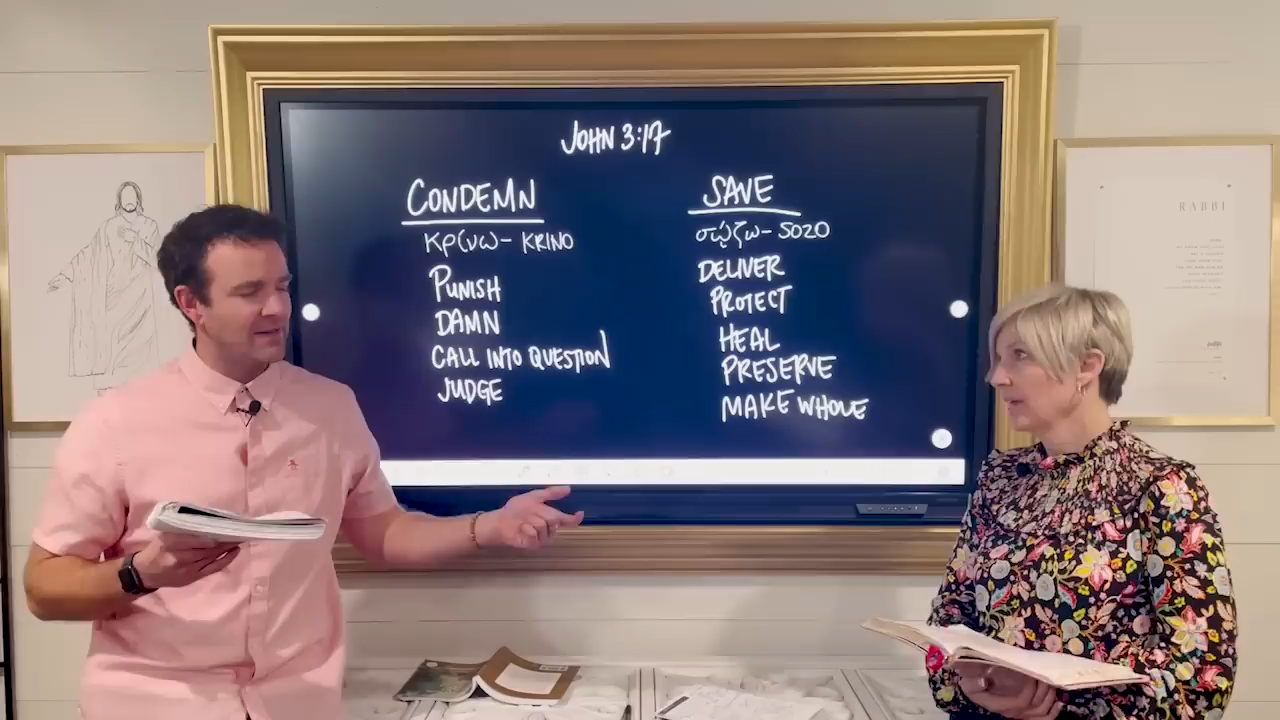 JOHN 3:17
CONDEMN
κρίνω - KRINO
PUNISH
DAMN
CALL INTO QUESTION
JUDGE
SAVE
σῴζω - SOZO
DELIVER
PROTECT
HEAL
PRESERVE
MAKE WHOLE
RABBI